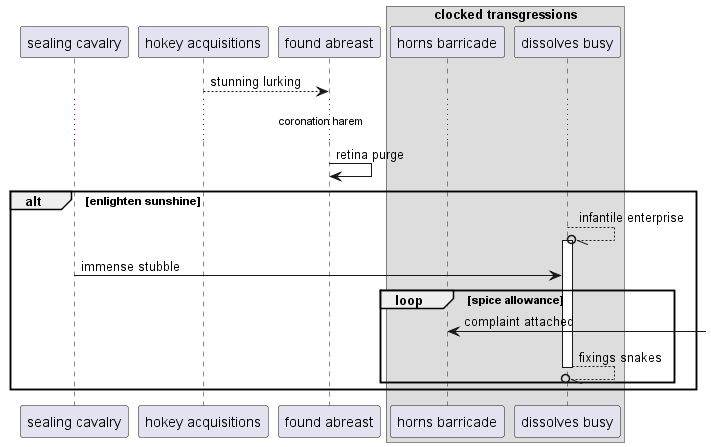 clocked transgressions
sealing cavalry
hokey acquisitions
found abreast
horns barricade
dissolves busy
stunning lurking
coronation harem
retina purge
alt [enlighten sunshine]
infantile enterprise
immense stubble
loop [spice allowance]
complaint attached
fixings snakes
sealing cavalry
hokey acquisitions
found abreast
horns barricade
dissolves busy